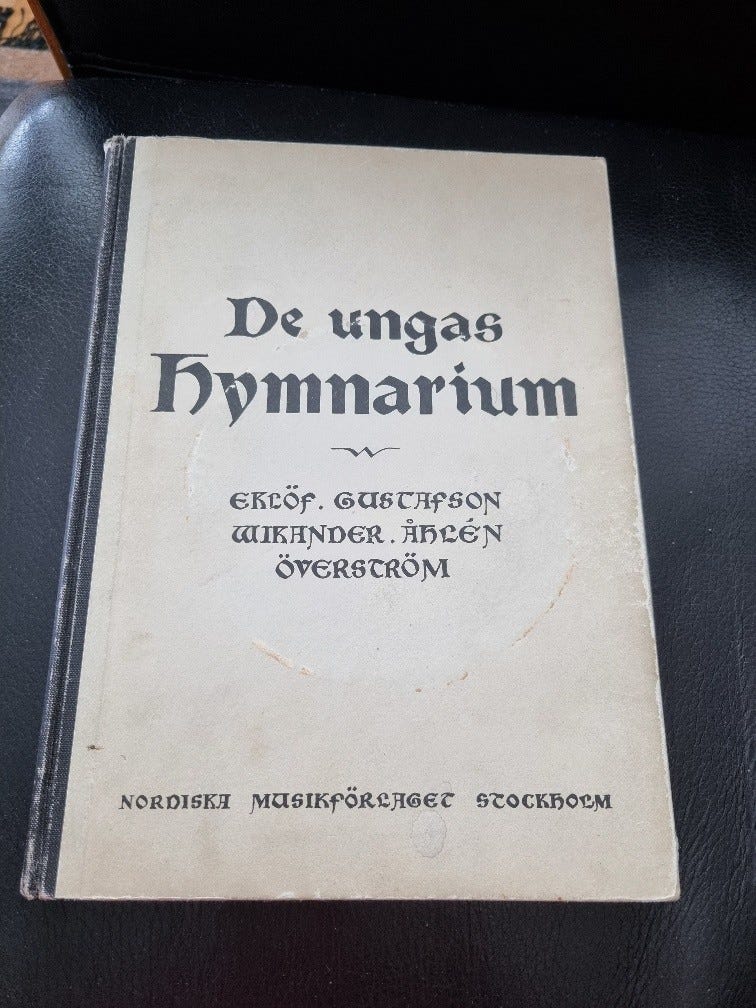 De ungas
Hymnarium
EKLÖF. GUSTAFSON
WIKANDER. ÅHLÉN
ÖVERSTRÖM
NORDISKA MUSIKFÖRLAGET STOCKHOLM